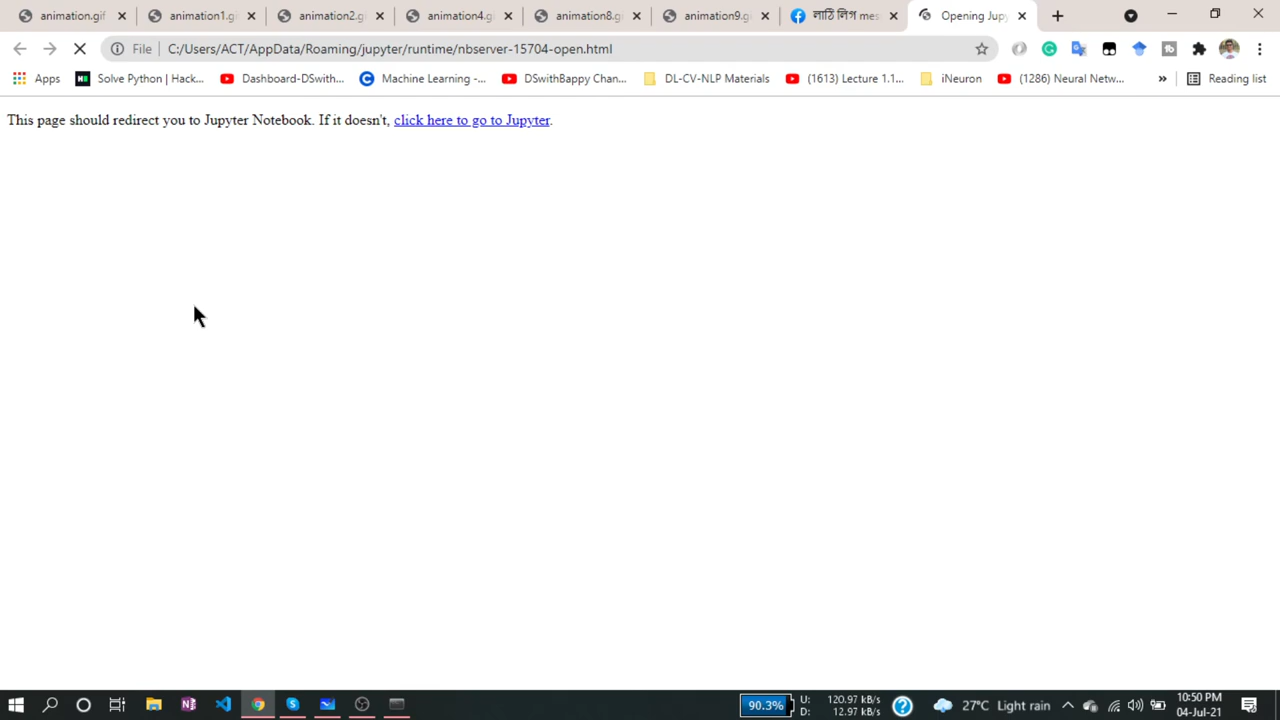 animation.gif animation1.gi animation2.g animation4.g animation8.g animation9.g লাঠি লিগ mes Opening Jup
File C:/Users/ACT/AppData/Roaming/jupyter/runtime/nbserver-15704-open.html
Apps Solve Python | Hack... Dashboard-DSwith... Machine Learning -... DSwithBappy Chan... DL-CV-NLP Materials (1613) Lecture 1.1... iNeuron (1286) Neural Netw... » Reading list
This page should redirect you to Jupyter Notebook. If it doesn't, click here to go to Jupyter.
90.3% U: 120.97 kB/s 27°C Light rain 10:50 PM
D: 12.97 kB/s 04-Jul-21